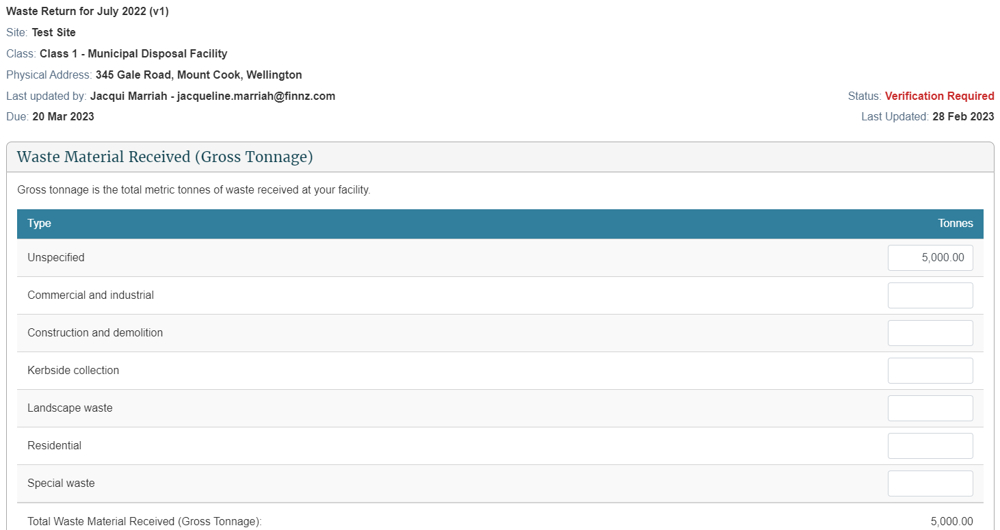 Waste Return for July 2022 (v1)
Site: Test Site
Class: Class 1 - Municipal Disposal Facility
Physical Address: 345 Gale Road, Mount Cook, Wellington
Last updated by: Jacqui Marriah - jacqueline.marriah@finnz.com
Status: Verification Required
Due: 20 Mar 2023
Last Updated: 28 Feb 2023
Waste Material Received (Gross Tonnage)
Gross tonnage is the total metric tonnes of waste received at your facility.
Type Tonnes
Unspecified 5,000.00
Commercial and industrial
Construction and demolition
Kerbside collection
Landscape waste
Residential
Special waste
Total Waste Material Received (Gross Tonnage): 5,000.00